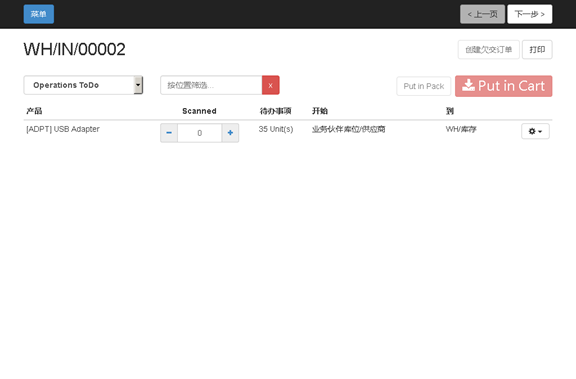 菜单
< 上一页
下一步 >
WH/IN/00002
创建欠交订单
打印
Operations ToDo
按位置筛选...
x
Put in Pack
Put in Cart
产品
Scanned
待办事项
开始
到
[ADPT] USB Adapter
− 0 +
35 Unit(s)
业务伙伴库位/供应商
WH/库存